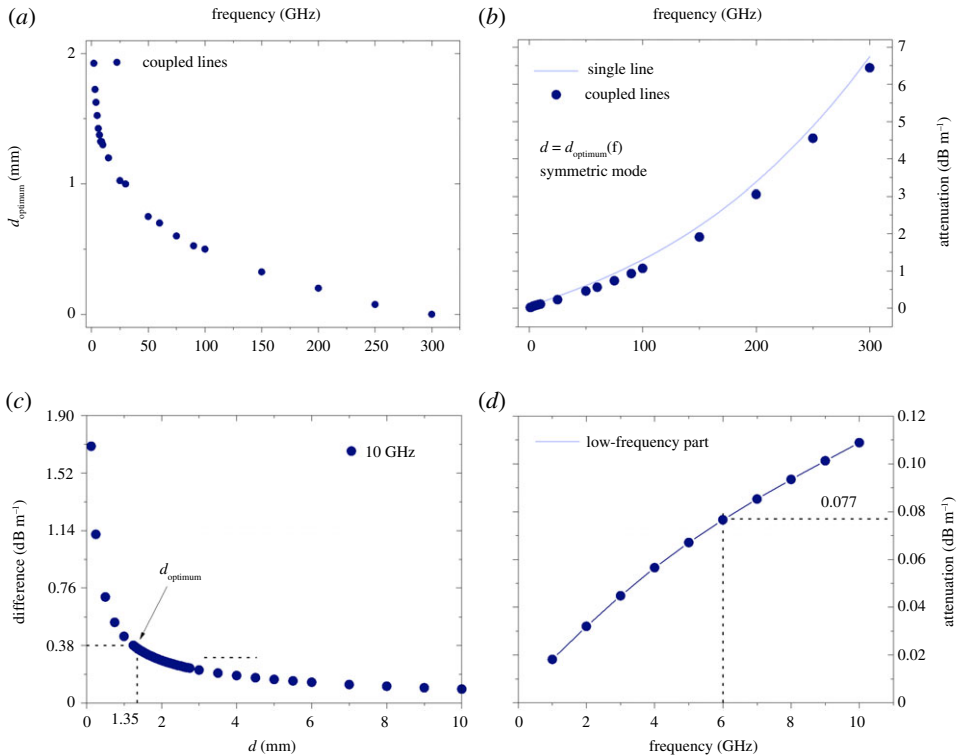 frequency (GHz)
frequency (GHz)
(a)
(b)
2
1
0
d optimum (mm)
coupled lines
0
50
100
150
200
250
300
single line
coupled lines
d = d optimum(f)
symmetric mode
7
6
5
4
3
2
1
0
attenuation (dB m⁻¹)
0
100
200
300
(c)
(d)
1.90
1.52
1.14
0.76
0.38
0
difference (dB m⁻¹)
10 GHz
d optimum
0
1.35
2
4
6
8
10
d (mm)
low-frequency part
0.077
0.12
0.10
0.08
0.06
0.04
0.02
0
attenuation (dB m⁻¹)
0
2
4
6
8
10
frequency (GHz)